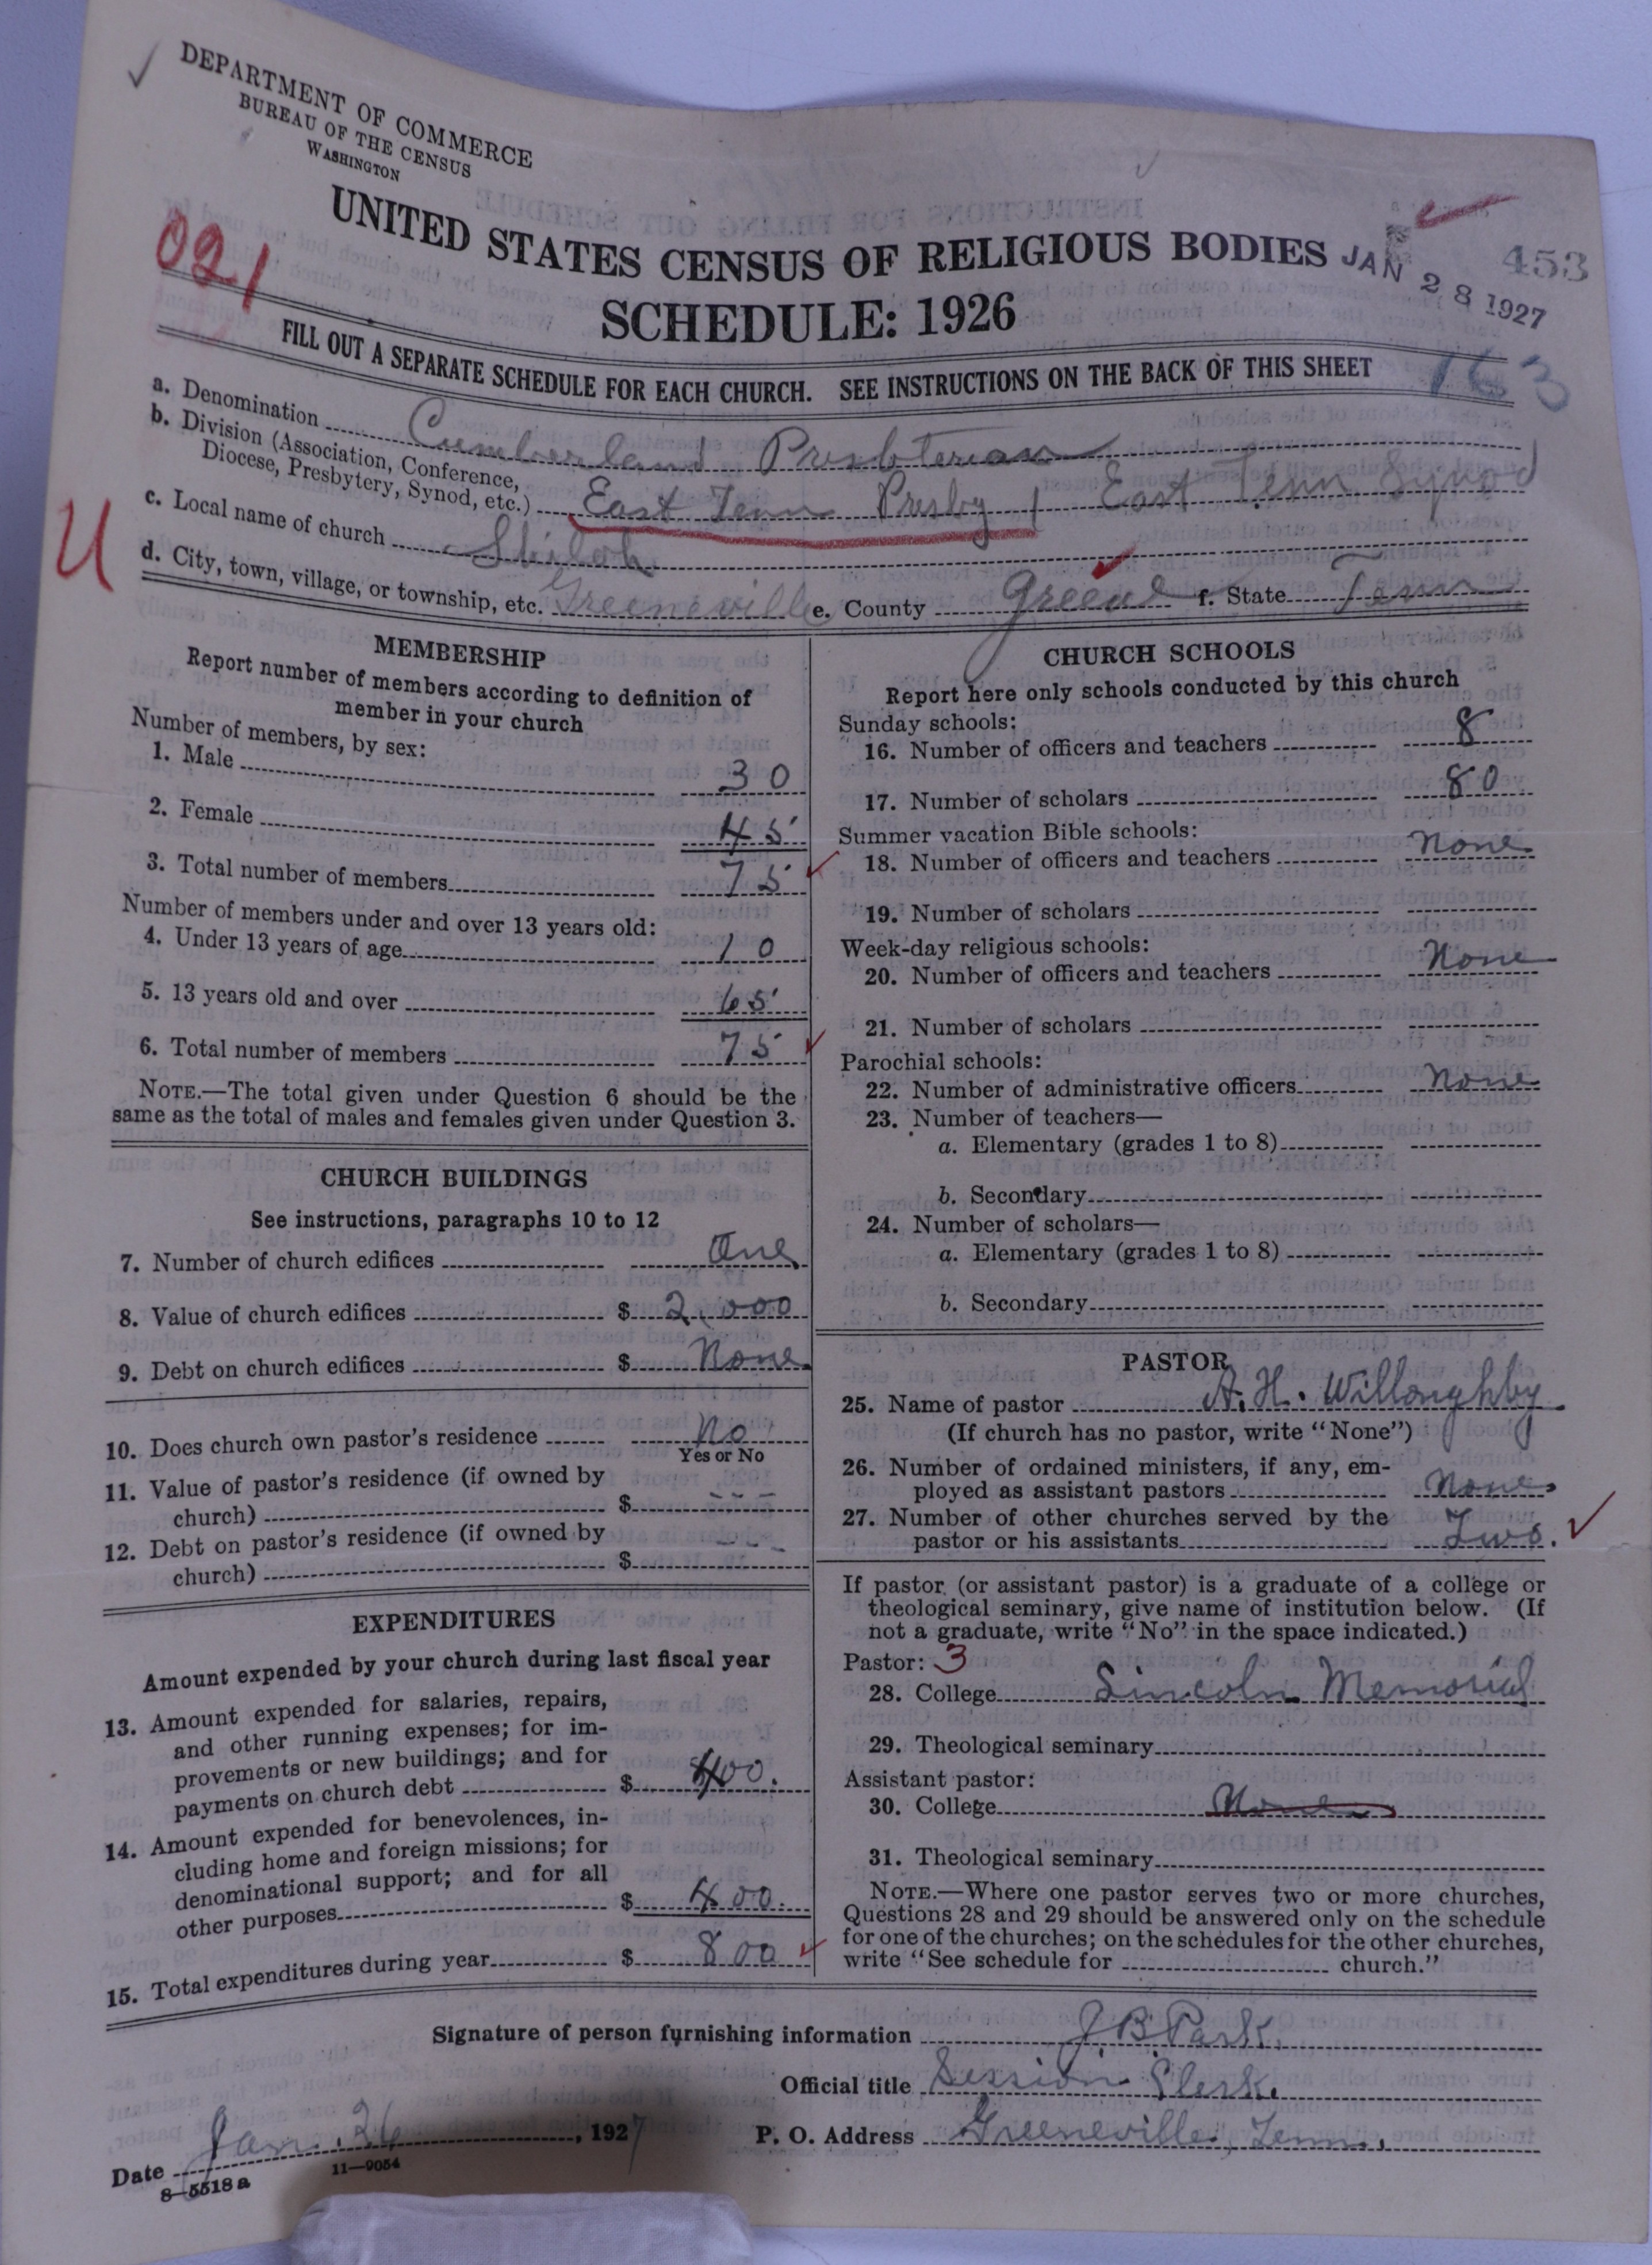 DEPARTMENT OF COMMERCE
BUREAU OF THE CENSUS
WASHINGTON
UNITED STATES CENSUS OF RELIGIOUS BODIES
JAN 28 1927
453
021
SCHEDULE: 1926
FILL OUT A SEPARATE SCHEDULE FOR EACH CHURCH. SEE INSTRUCTIONS ON THE BACK OF THIS SHEET
163
a. Denomination Cumberland Presbterian
b. Division (Association, Conference,
Diocese, Presbytery, Synod, etc.) East Tenn Presby | East Tenn Synod
U
c. Local name of church Shiloh
d. City, town, village, or township, etc. Greeneville e. County Greene f. State Tenn
MEMBERSHIP
Report number of members according to definition of
member in your church
Number of members, by sex:
1. Male 30
2. Female 45
3. Total number of members 75
Number of members under and over 13 years old:
4. Under 13 years of age 10
5. 13 years old and over 65
6. Total number of members 75
NOTE.—The total given under Question 6 should be the
same as the total of males and females given under Question 3.
CHURCH BUILDINGS
See instructions, paragraphs 10 to 12
7. Number of church edifices One
8. Value of church edifices $ 2,000
9. Debt on church edifices $ None
10. Does church own pastor's residence No
Yes or No
11. Value of pastor's residence (if owned by
church) $ - - -
12. Debt on pastor's residence (if owned by
church) $ - - -
EXPENDITURES
Amount expended by your church during last fiscal year
13. Amount expended for salaries, repairs,
and other running expenses; for im-
provements or new buildings; and for
payments on church debt $ 400.
14. Amount expended for benevolences, in-
cluding home and foreign missions; for
denominational support; and for all
other purposes $ 400.
15. Total expenditures during year $ 800
CHURCH SCHOOLS
Report here only schools conducted by this church
Sunday schools:
16. Number of officers and teachers 8
17. Number of scholars 80
Summer vacation Bible schools:
18. Number of officers and teachers None
19. Number of scholars
Week-day religious schools:
20. Number of officers and teachers None
21. Number of scholars
Parochial schools:
22. Number of administrative officers None
23. Number of teachers—
a. Elementary (grades 1 to 8)
b. Secondary
24. Number of scholars—
a. Elementary (grades 1 to 8)
b. Secondary
PASTOR
25. Name of pastor A. H. Willoughby
(If church has no pastor, write "None")
26. Number of ordained ministers, if any, em-
ployed as assistant pastors None.
27. Number of other churches served by the
pastor or his assistants Two.
If pastor (or assistant pastor) is a graduate of a college or
theological seminary, give name of institution below. (If
not a graduate, write "No" in the space indicated.)
Pastor: 3
28. College Lincoln Memorial
29. Theological seminary
Assistant pastor:
30. College None
31. Theological seminary
NOTE.—Where one pastor serves two or more churches,
Questions 28 and 29 should be answered only on the schedule
for one of the churches; on the schedules for the other churches,
write "See schedule for church."
Signature of person furnishing information J B Park.
Official title Session Clerk.
Date Jan. 26, 1927
P. O. Address Greeneville, Tenn.,
8—5518 a
11—9054